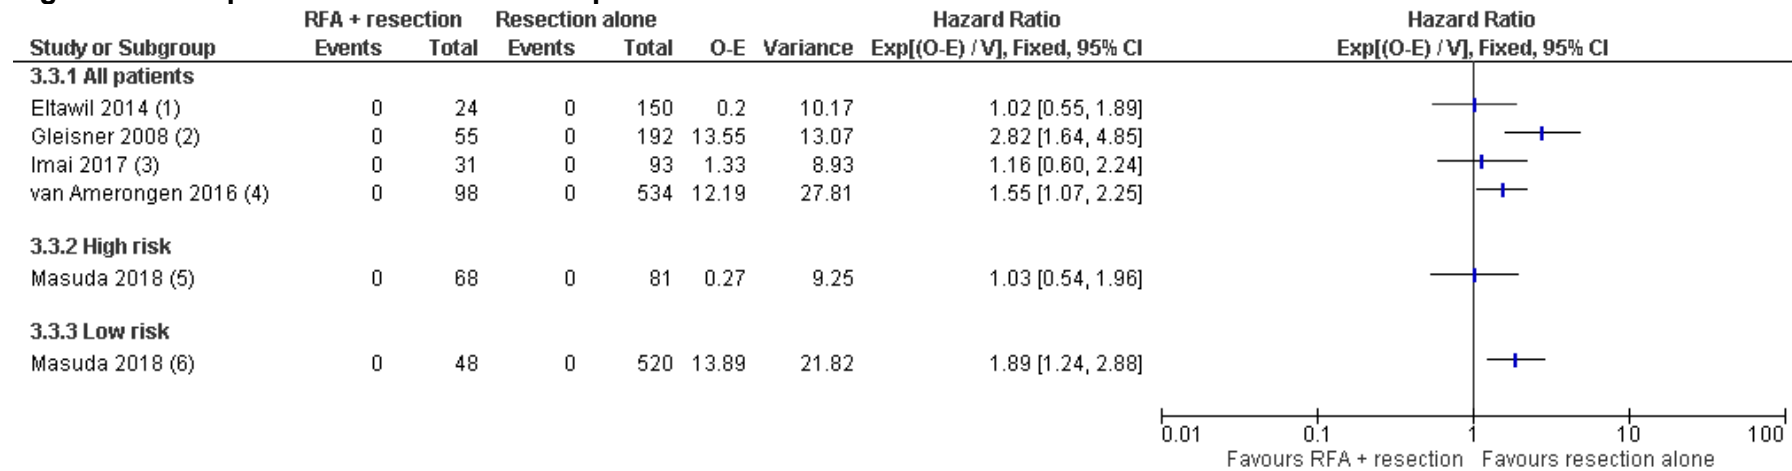 RFA + resection Resection alone Hazard Ratio Hazard Ratio
Study or Subgroup Events Total Events Total O-E Variance Exp[(O-E) / V], Fixed, 95% CI Exp[(O-E) / V], Fixed, 95% CI
3.3.1 All patients
Eltawil 2014 (1) 0 24 0 150 0.2 10.17 1.02 [0.55, 1.89]
Gleisner 2008 (2) 0 55 0 192 13.55 13.07 2.82 [1.64, 4.85]
Imai 2017 (3) 0 31 0 93 1.33 8.93 1.16 [0.60, 2.24]
van Amerongen 2016 (4) 0 98 0 534 12.19 27.81 1.55 [1.07, 2.25]
3.3.2 High risk
Masuda 2018 (5) 0 68 0 81 0.27 9.25 1.03 [0.54, 1.96]
3.3.3 Low risk
Masuda 2018 (6) 0 48 0 520 13.89 21.82 1.89 [1.24, 2.88]
0.01 0.1 1 10 100
Favours RFA + resection Favours resection alone